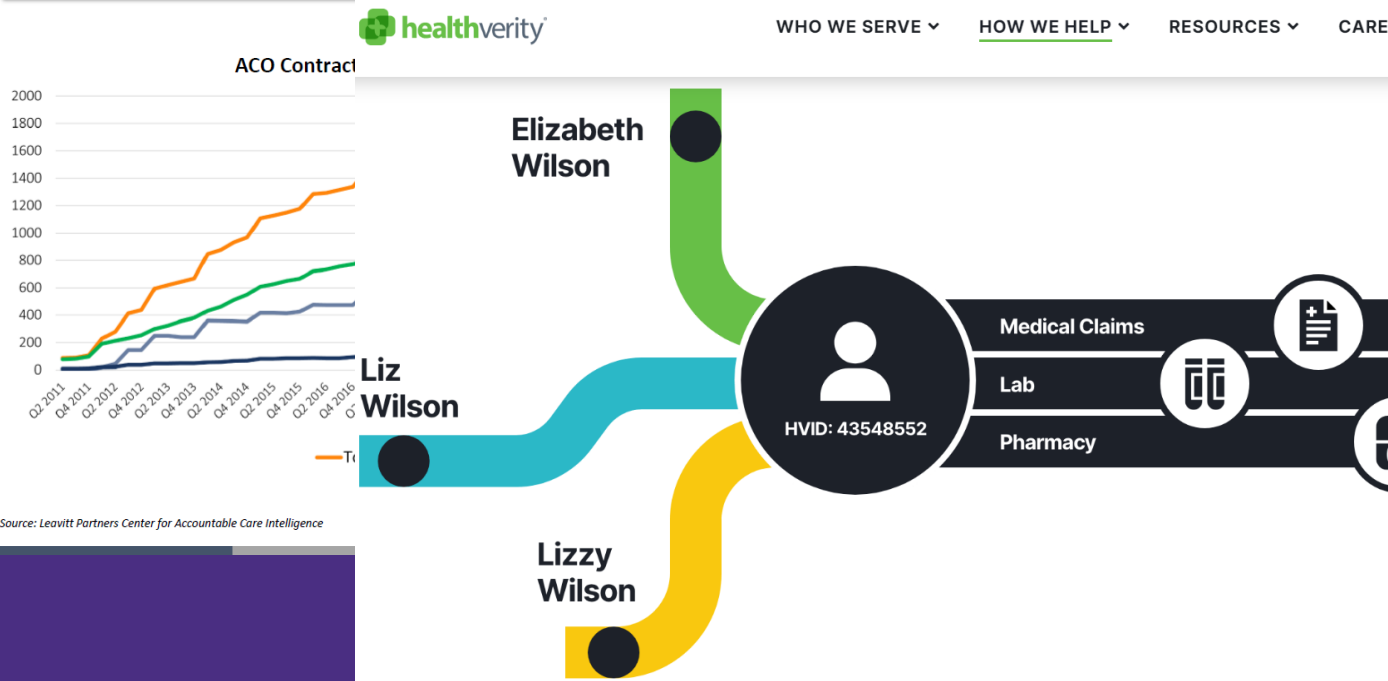 healthverity
WHO WE SERVE
HOW WE HELP
RESOURCES
CARE
ACO Contract
2000
1800
1600
1400
1200
1000
800
600
400
200
0
Q2 2011
Q4 2011
Q2 2012
Q4 2012
Q2 2013
Q4 2013
Q2 2014
Q4 2014
Q2 2015
Q4 2015
Q2 2016
Q4 2016
Source: Leavitt Partners Center for Accountable Care Intelligence
Elizabeth
Wilson
Liz
Wilson
Lizzy
Wilson
HVID: 43548552
Medical Claims
Lab
Pharmacy